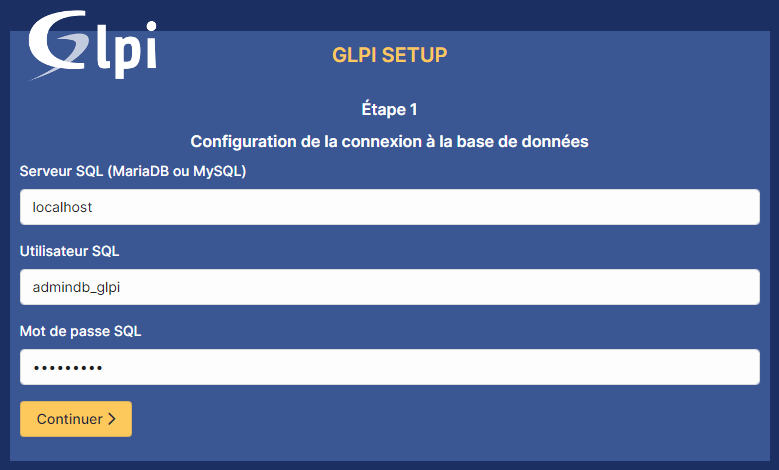 Glpi
GLPI SETUP
Étape 1
Configuration de la connexion à la base de données
Serveur SQL (MariaDB ou MySQL)
localhost
Utilisateur SQL
admindb_glpi
Mot de passe SQL
•••••••••
Continuer >